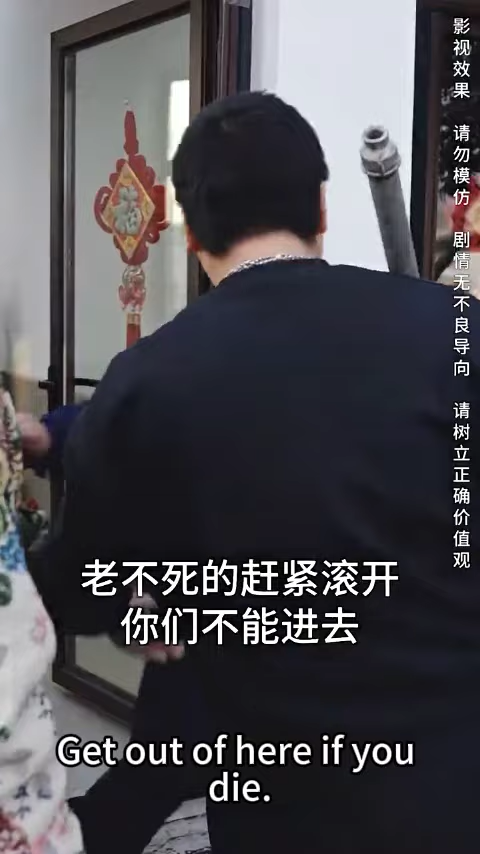 影视效果 请勿模仿 剧情无不良导向 请树立正确价值观
福
老不死的赶紧滚开
你们不能进去
Get out of here if you
die.